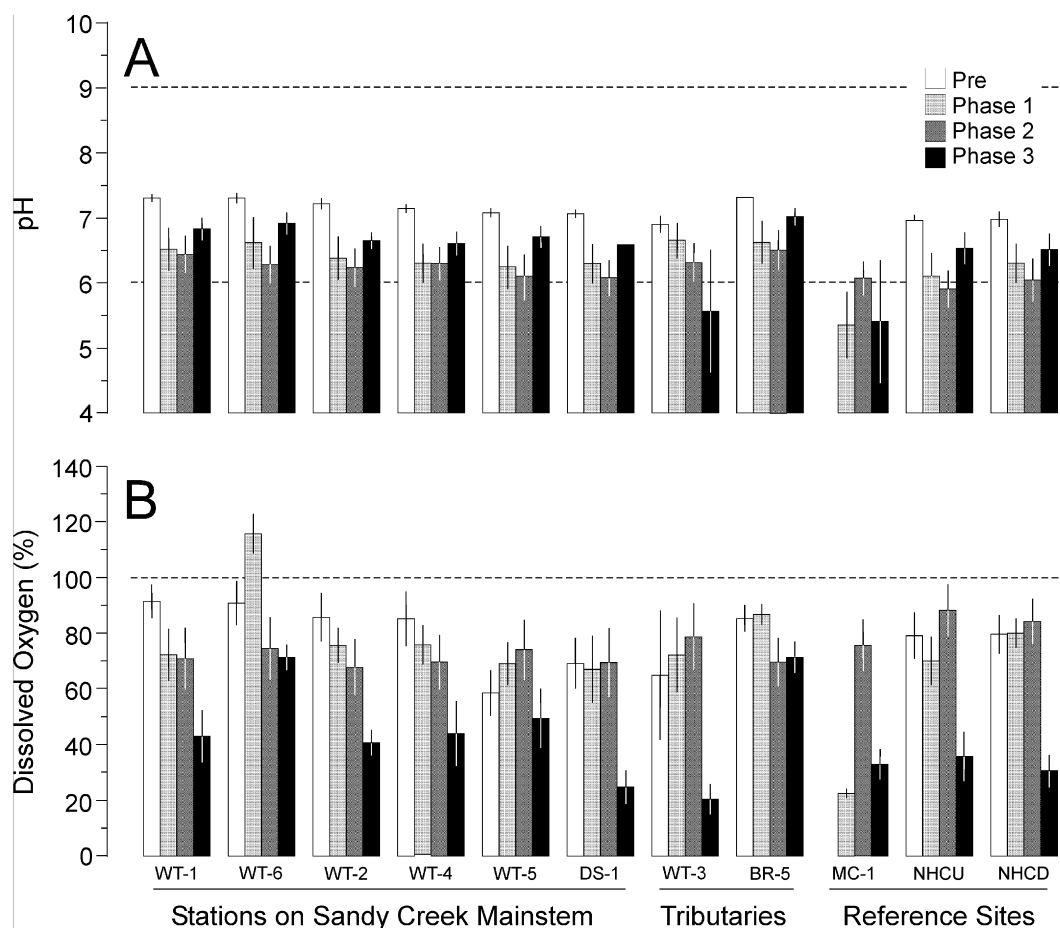 10
A
9
8
7
6
5
4
pH
Pre
Phase 1
Phase 2
Phase 3
140
B
120
100
80
60
40
20
0
Dissolved Oxygen (%)
WT-1 WT-6 WT-2 WT-4 WT-5 DS-1 WT-3 BR-5 MC-1 NHCU NHCD
Stations on Sandy Creek Mainstem Tributaries Reference Sites